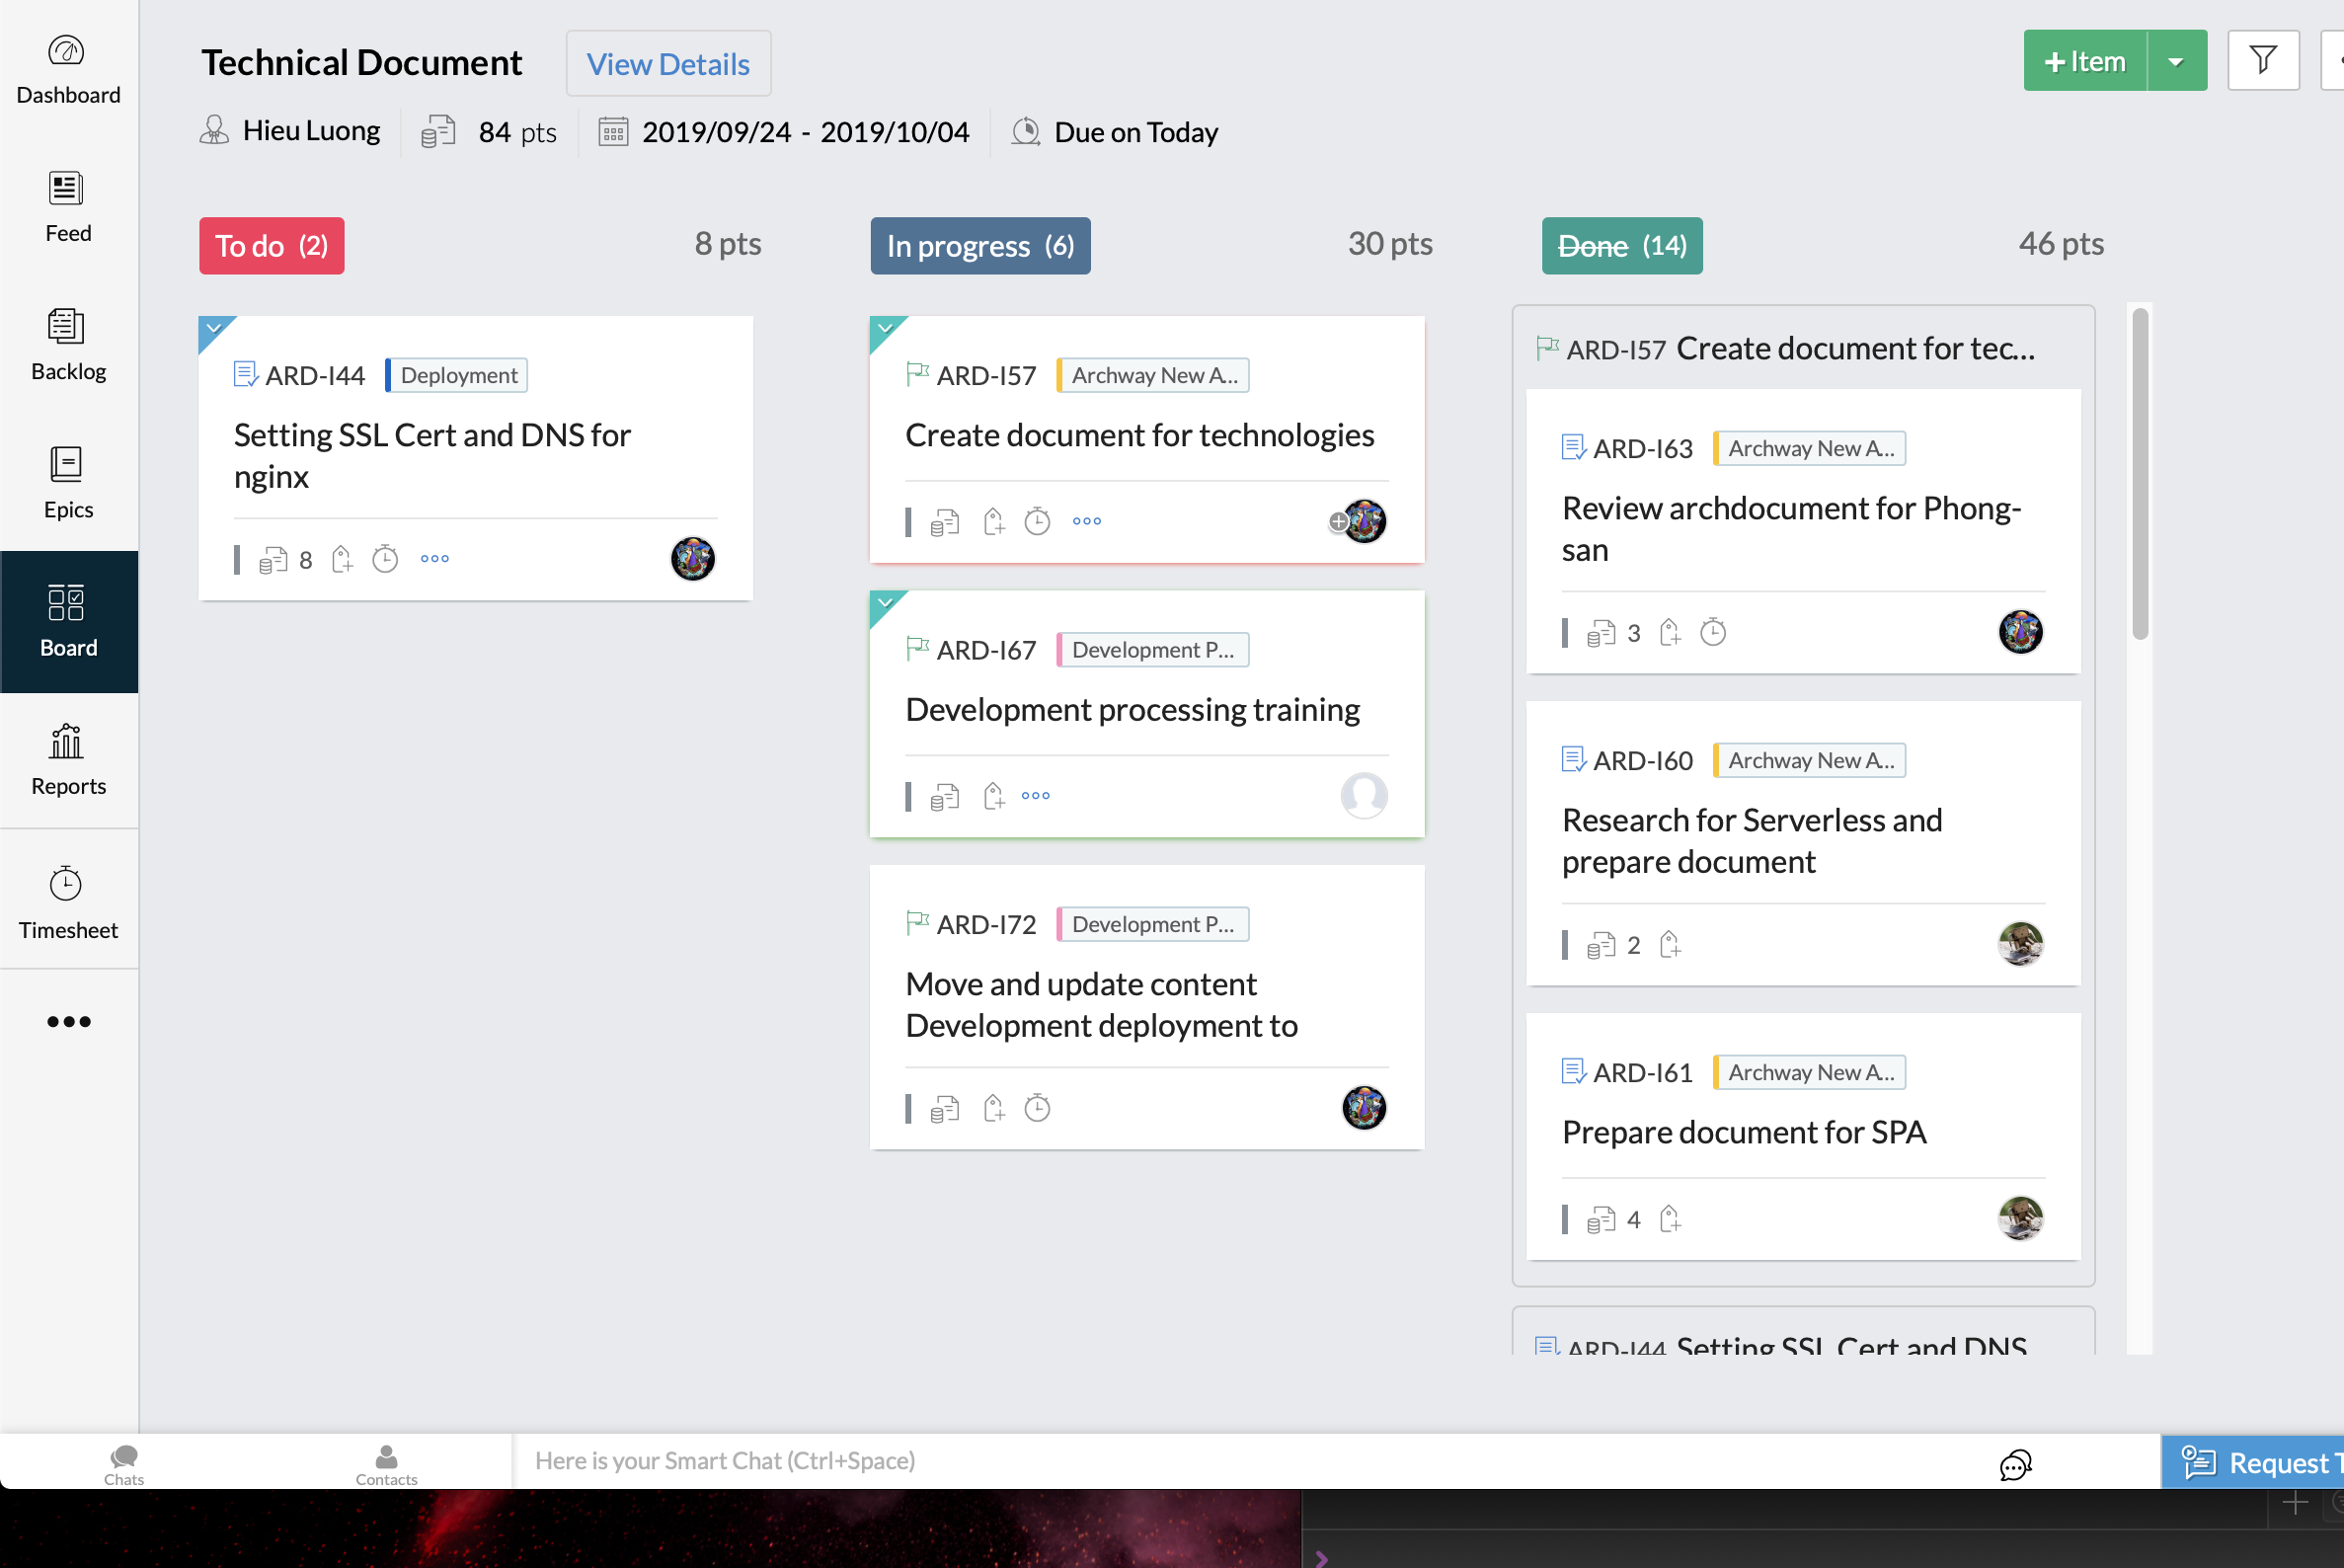 Dashboard
Feed
Backlog
Epics
Board
Reports
Timesheet
Technical Document
View Details
+ Item
Hieu Luong
84 pts
2019/09/24 - 2019/10/04
Due on Today
To do (2)
8 pts
ARD-I44
Deployment
Setting SSL Cert and DNS for
nginx
8
In progress (6)
30 pts
ARD-I57
Archway New A...
Create document for technologies
ARD-I67
Development P...
Development processing training
ARD-I72
Development P...
Move and update content
Development deployment to
Done (14)
46 pts
ARD-I57 Create document for tec...
ARD-I63
Archway New A...
Review archdocument for Phong-
san
3
ARD-I60
Archway New A...
Research for Serverless and
prepare document
2
ARD-I61
Archway New A...
Prepare document for SPA
4
ARD-I44 Setting SSL Cert and DNS
Chats
Contacts
Here is your Smart Chat (Ctrl+Space)
Request